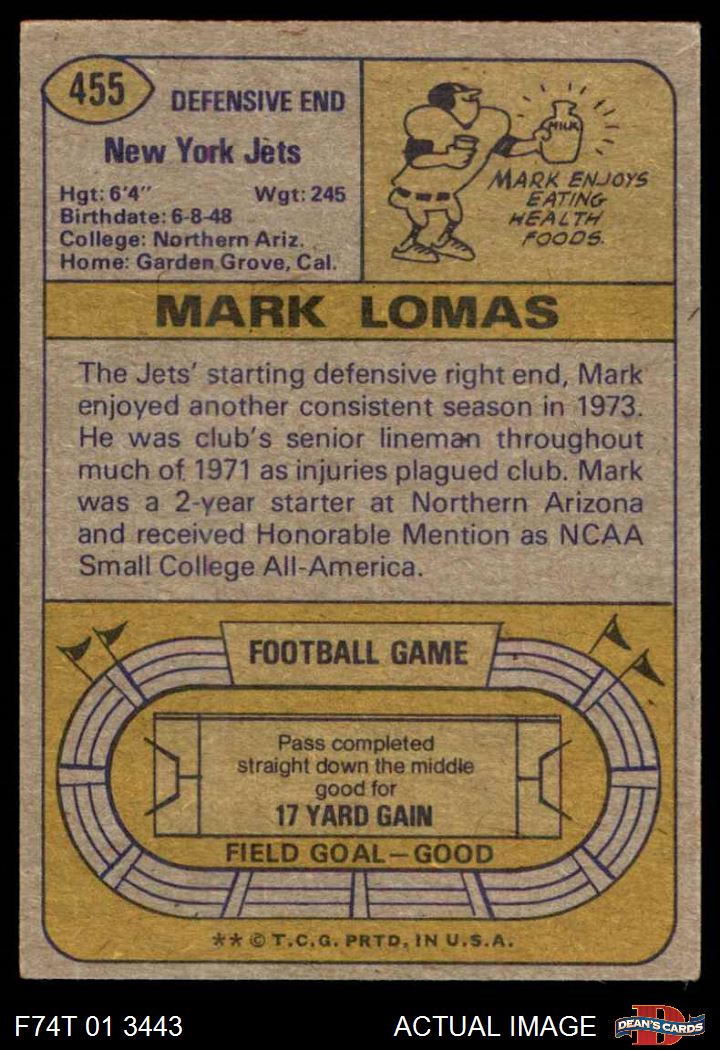 455
DEFENSIVE END
New York Jets
Hgt: 6'4" Wgt: 245
Birthdate: 6-8-48
College: Northern Ariz.
Home: Garden Grove, Cal.
MILK
MARK ENJOYS
EATING
HEALTH
FOODS.
MARK LOMAS
The Jets' starting defensive right end, Mark
enjoyed another consistent season in 1973.
He was club's senior lineman throughout
much of 1971 as injuries plagued club. Mark
was a 2-year starter at Northern Arizona
and received Honorable Mention as NCAA
Small College All-America.
FOOTBALL GAME
Pass completed
straight down the middle
good for
17 YARD GAIN
FIELD GOAL—GOOD
** © T.C.G. PRTD. IN U.S.A.
F74T 01 3443 ACTUAL IMAGE
D
DEAN'S CARDS